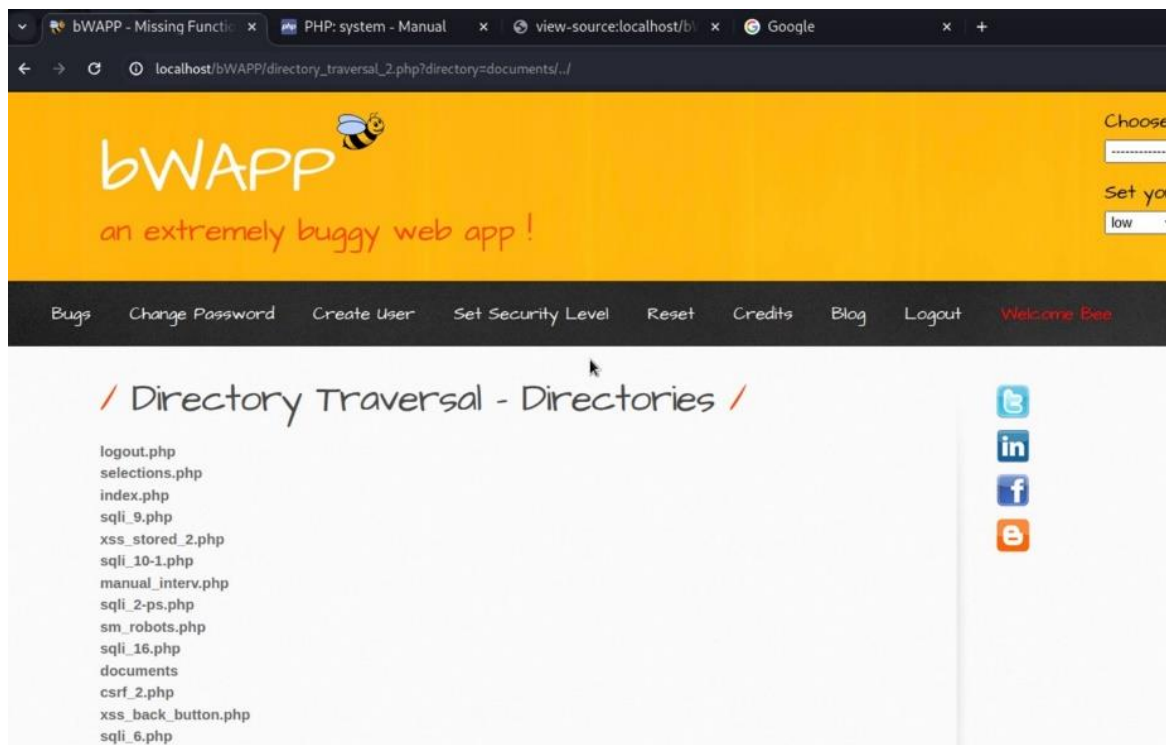 bWAPP - Missing Functio
PHP: system - Manual
view-source:localhost/b
Google
localhost/bWAPP/directory_traversal_2.php?directory=documents/../
bWAPP
an extremely buggy web app !
Choose
----------
Set yo
low
Bugs Change Password Create User Set Security Level Reset Credits Blog Logout Welcome Bee
/ Directory Traversal - Directories /
logout.php
selections.php
index.php
sqli_9.php
xss_stored_2.php
sqli_10-1.php
manual_interv.php
sqli_2-ps.php
sm_robots.php
sqli_16.php
documents
csrf_2.php
xss_back_button.php
sqli_6.php